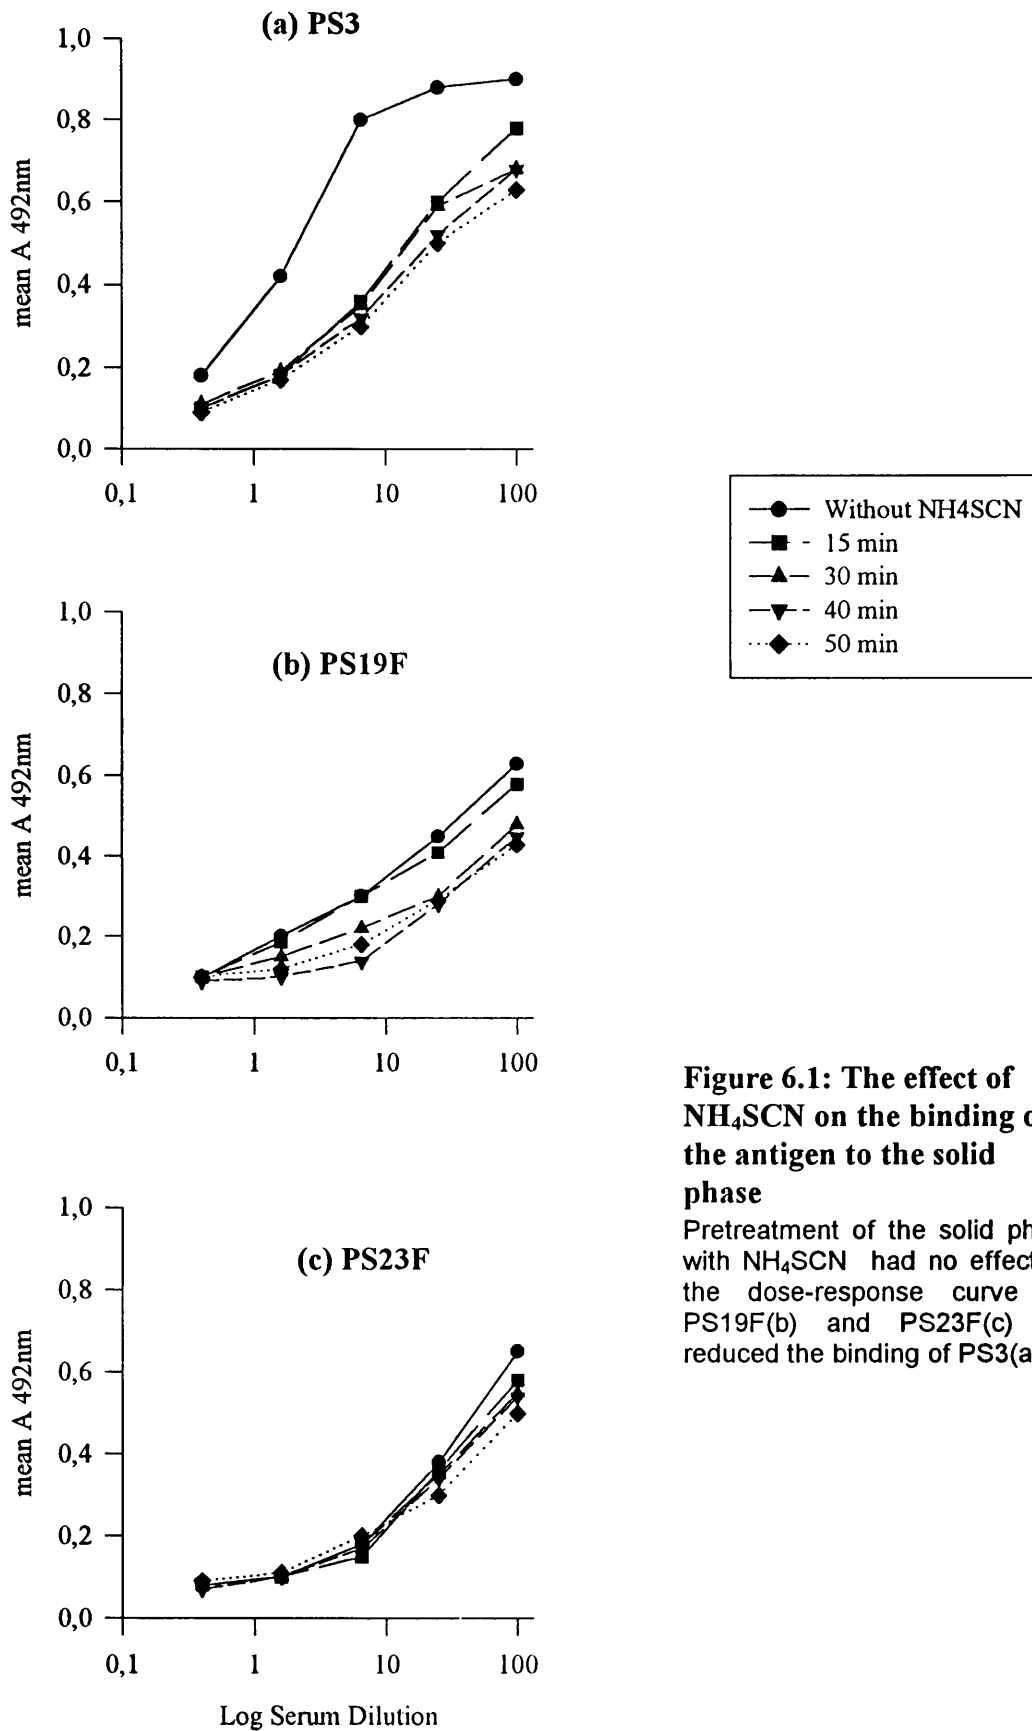 (a) PS3
1,0
0,8
0,6
0,4
0,2
0,0
mean A 492nm
0,1 1 10 100
Without NH4SCN
15 min
30 min
40 min
50 min
(b) PS19F
1,0
0,8
0,6
0,4
0,2
0,0
mean A 492nm
0,1 1 10 100
(c) PS23F
1,0
0,8
0,6
0,4
0,2
0,0
mean A 492nm
0,1 1 10 100
Log Serum Dilution
Figure 6.1: The effect of
NH₄SCN on the binding
the antigen to the solid
phase
Pretreatment of the solid
with NH₄SCN had no effect
the dose-response curve
PS19F(b) and PS23F(c)
reduced the binding of PS3(a